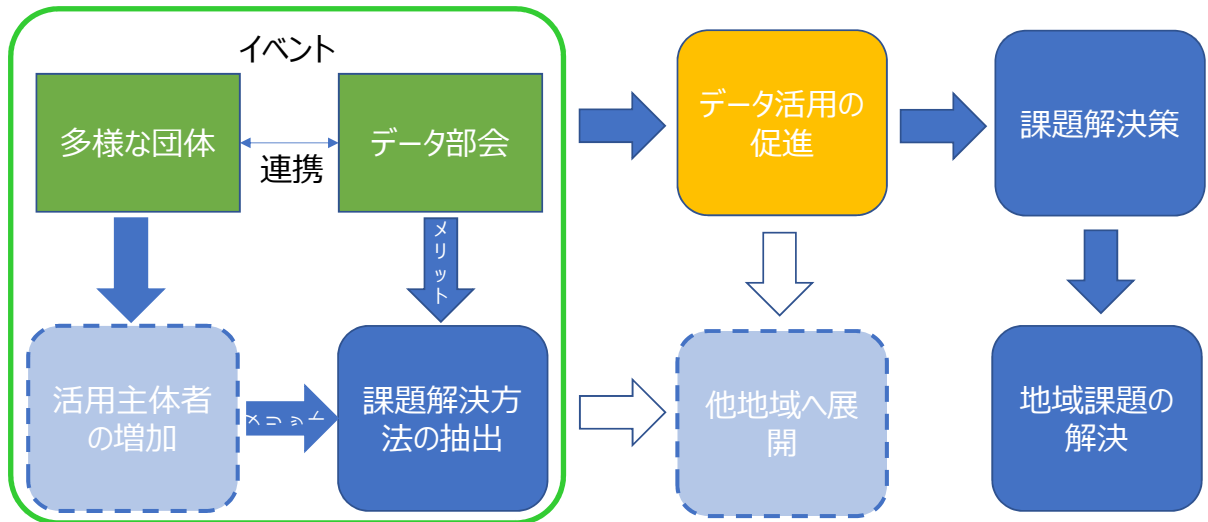 イベント
多様な団体
連携
データ部会
データ活用の
促進
課題解決策
メリット
活用主体者
の増加
メリット
課題解決方
法の抽出
他地域へ展
開
地域課題の
解決